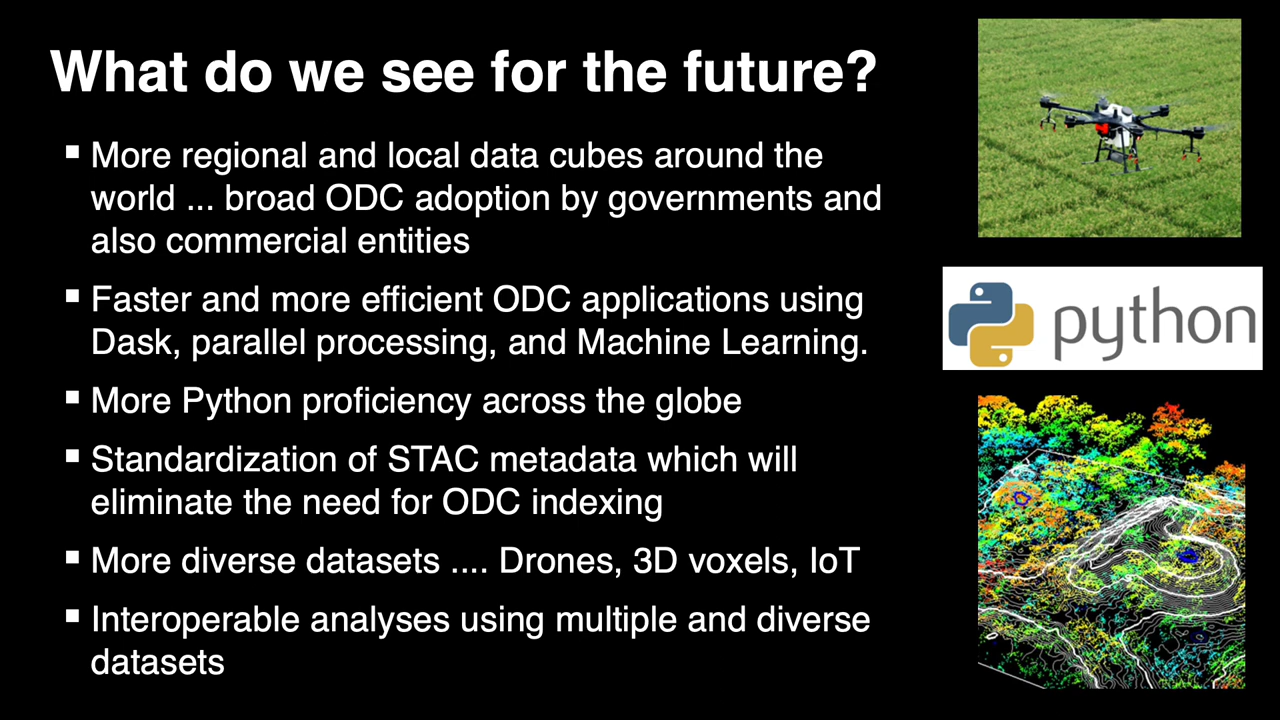 What do we see for the future?
▪ More regional and local data cubes around the
world ... broad ODC adoption by governments and
also commercial entities
▪ Faster and more efficient ODC applications using
Dask, parallel processing, and Machine Learning.
▪ More Python proficiency across the globe
▪ Standardization of STAC metadata which will
eliminate the need for ODC indexing
▪ More diverse datasets .... Drones, 3D voxels, IoT
▪ Interoperable analyses using multiple and diverse
datasets
python